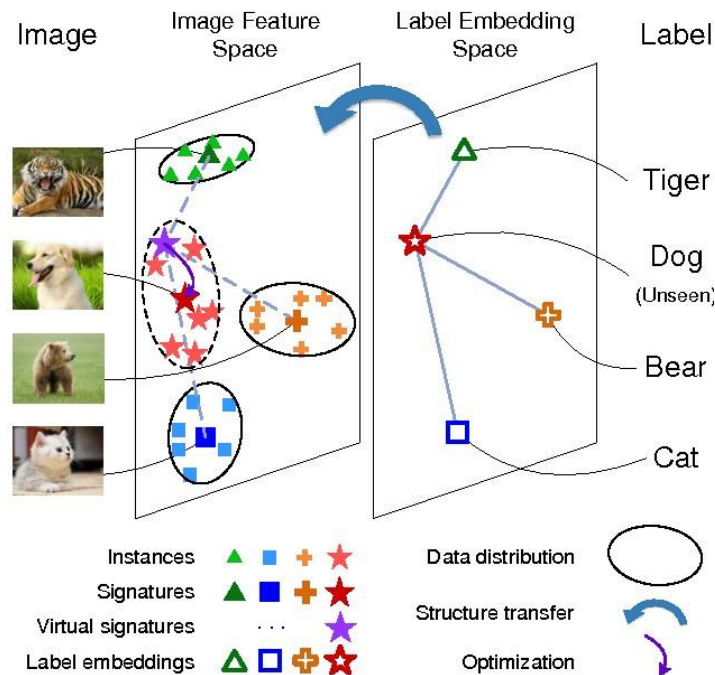 Image
Image Feature
Space
Label Embedding
Space
Label
Tiger
Dog
(Unseen)
Bear
Cat
Instances
Signatures
Virtual signatures ...
Label embeddings
Data distribution
Structure transfer
Optimization